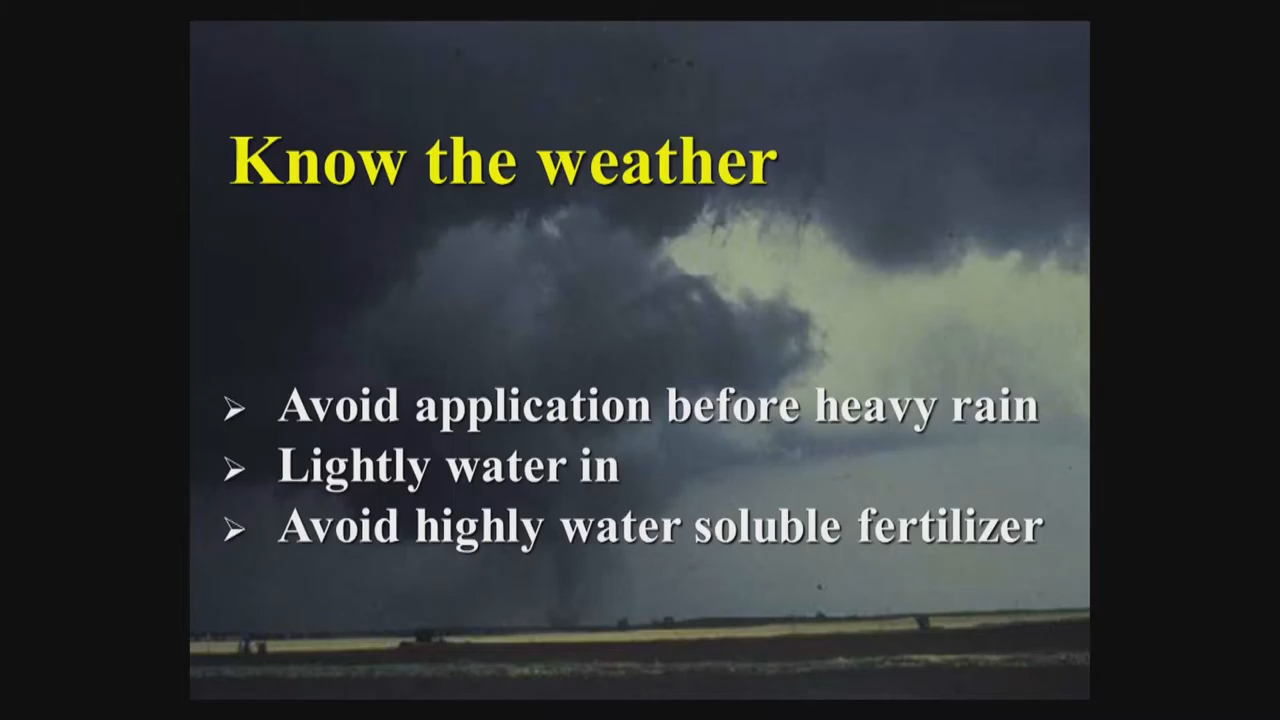 Know the weather
Avoid application before heavy rain
Lightly water in
Avoid highly water soluble fertilizer